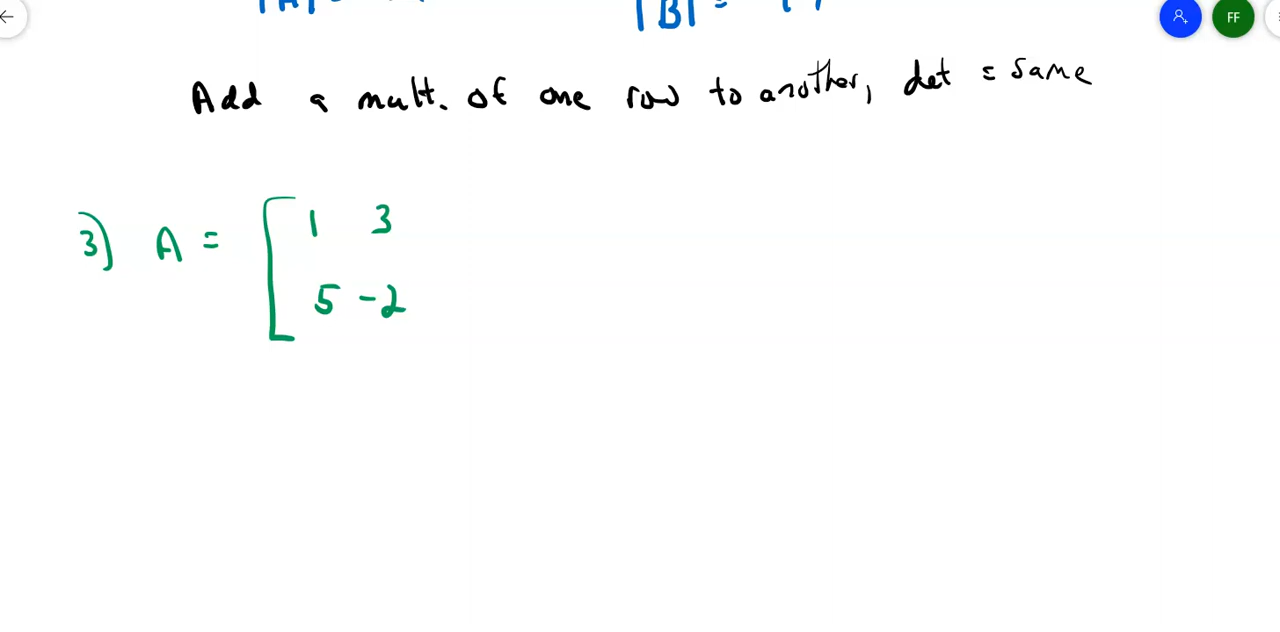 |A| =
|B| =
Add a mult. of one row to another, det = same
3) A = [ 1 3
5 -2
FF